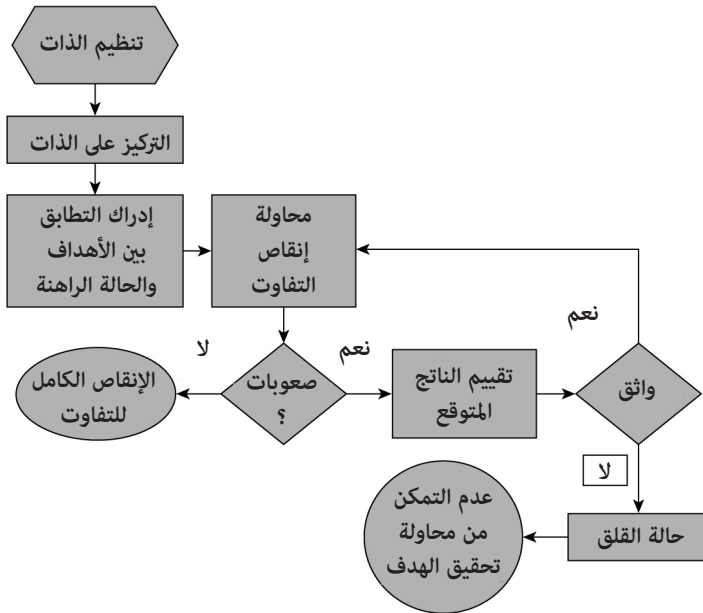 تنظيم الذات
التركيز على الذات
إدراك التطابق
بين الأهداف
والحالة الراهنة
محاولة
إنقاص
التفاوت
نعم
لا
الإنقاص الكامل
للتفاوت
صعوبات
؟
نعم
تقييم الناتج
المتوقع
واثق
لا
حالة القلق
عدم التمكن
من محاولة
تحقيق الهدف